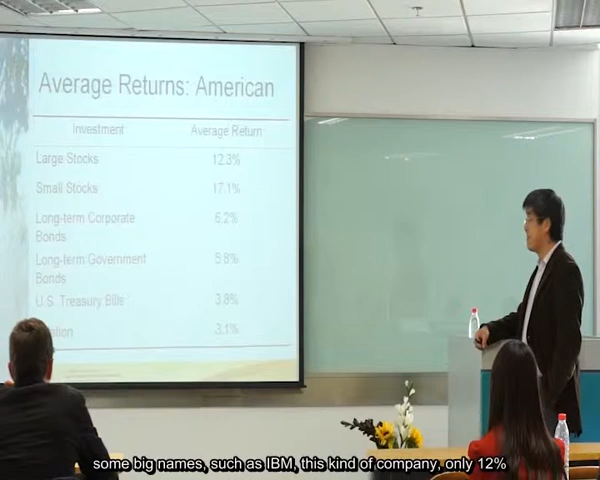 Average Returns: American
Investment Average Return
Large Stocks 12.3%
Small Stocks 17.1%
Long-term Corporate 6.2%
Bonds
Long-term Government 5.8%
Bonds
U.S. Treasury Bills 3.8%
3.1%
some big names, such as IBM, this kind of company, only 12%